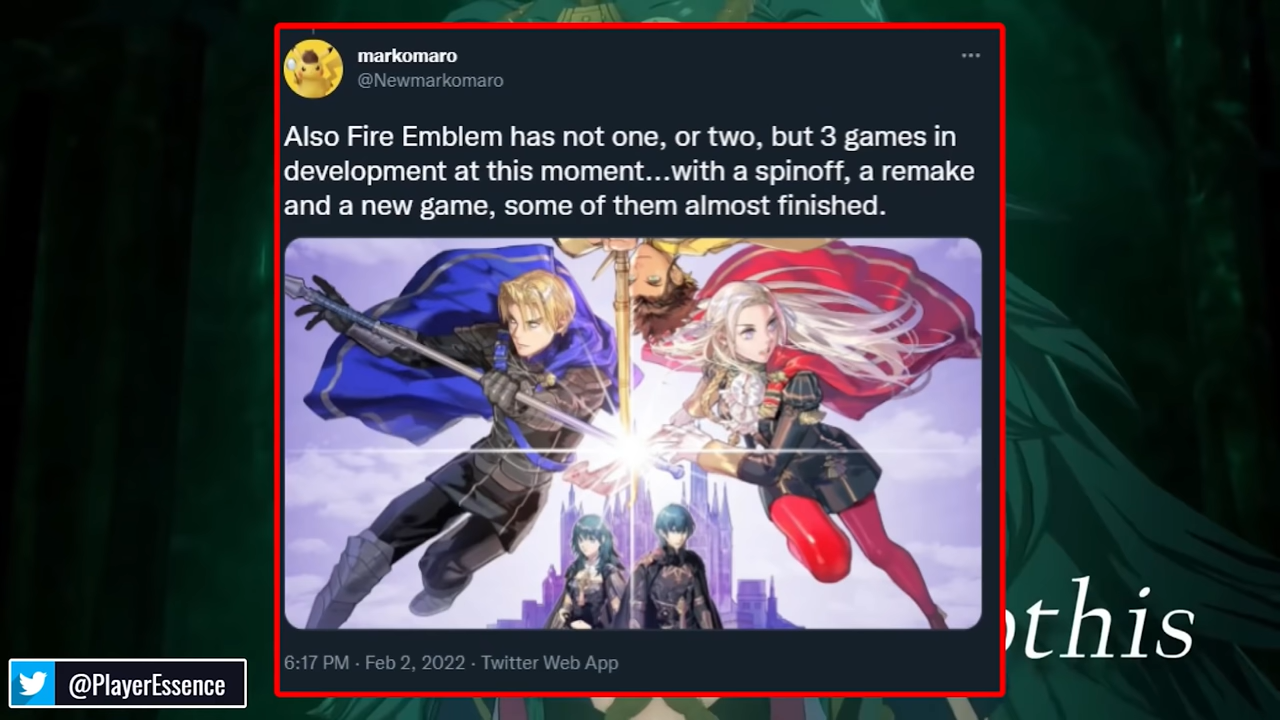 markomaro
@Newmarkomaro
Also Fire Emblem has not one, or two, but 3 games in
development at this moment...with a spinoff, a remake
and a new game, some of them almost finished.
6:17 PM · Feb 2, 2022 · Twitter Web App
othis
@PlayerEssence